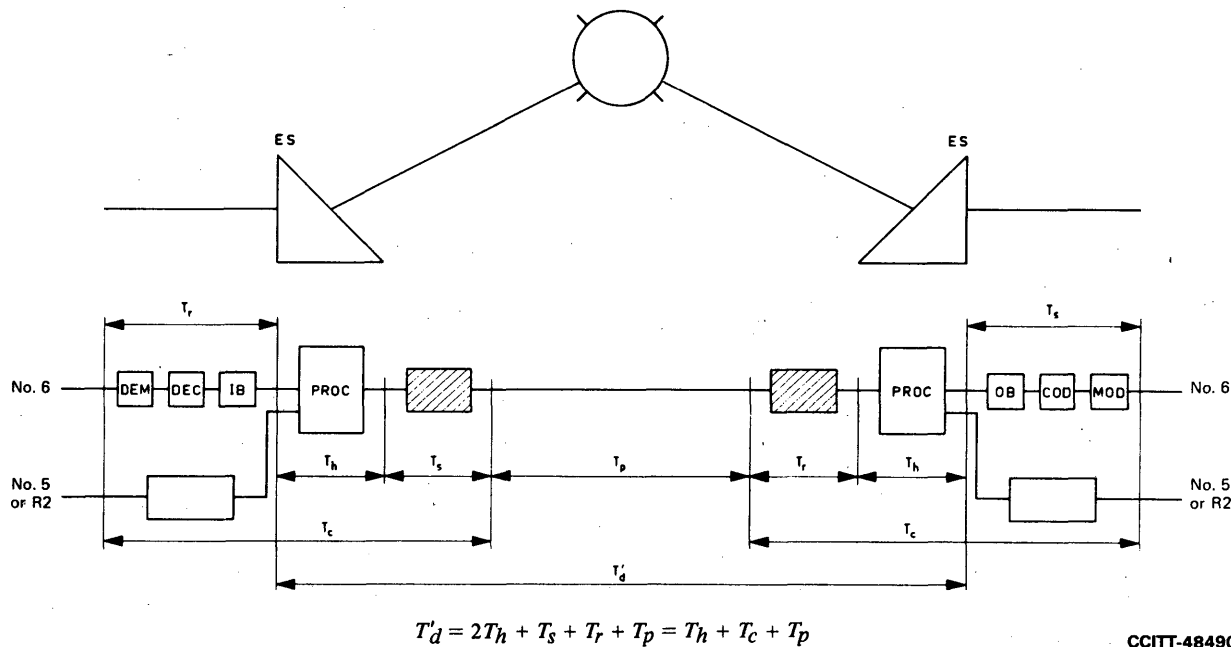 ES
ES
T_r
T_s
No. 6
DEM
DEC
IB
PROC
PROC
OB
COD
MOD
No. 6
T_h
T_s
T_p
T_r
T_h
No. 5
or R2
No. 5
or R2
T_c
T_c
T'_d
T'_d = 2T_h + T_s + T_r + T_p = T_h + T_c + T_p
CCITT-48490